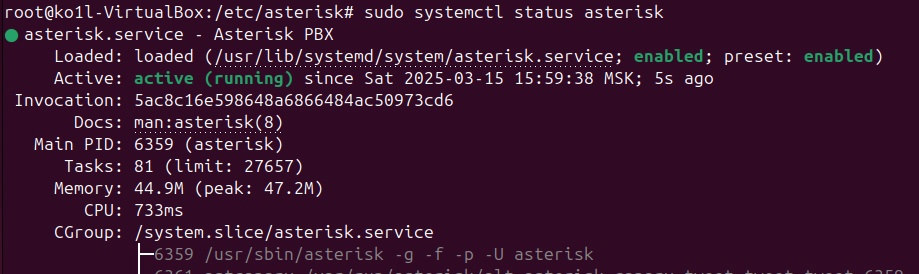 root@ko1l-VirtualBox:/etc/asterisk# sudo systemctl status asterisk
● asterisk.service - Asterisk PBX
Loaded: loaded (/usr/lib/systemd/system/asterisk.service; enabled; preset: enabled)
Active: active (running) since Sat 2025-03-15 15:59:38 MSK; 5s ago
Invocation: 5ac8c16e598648a6866484ac50973cd6
Docs: man:asterisk(8)
Main PID: 6359 (asterisk)
Tasks: 81 (limit: 27657)
Memory: 44.9M (peak: 47.2M)
CPU: 733ms
CGroup: /system.slice/asterisk.service
├─6359 /usr/sbin/asterisk -g -f -p -U asterisk